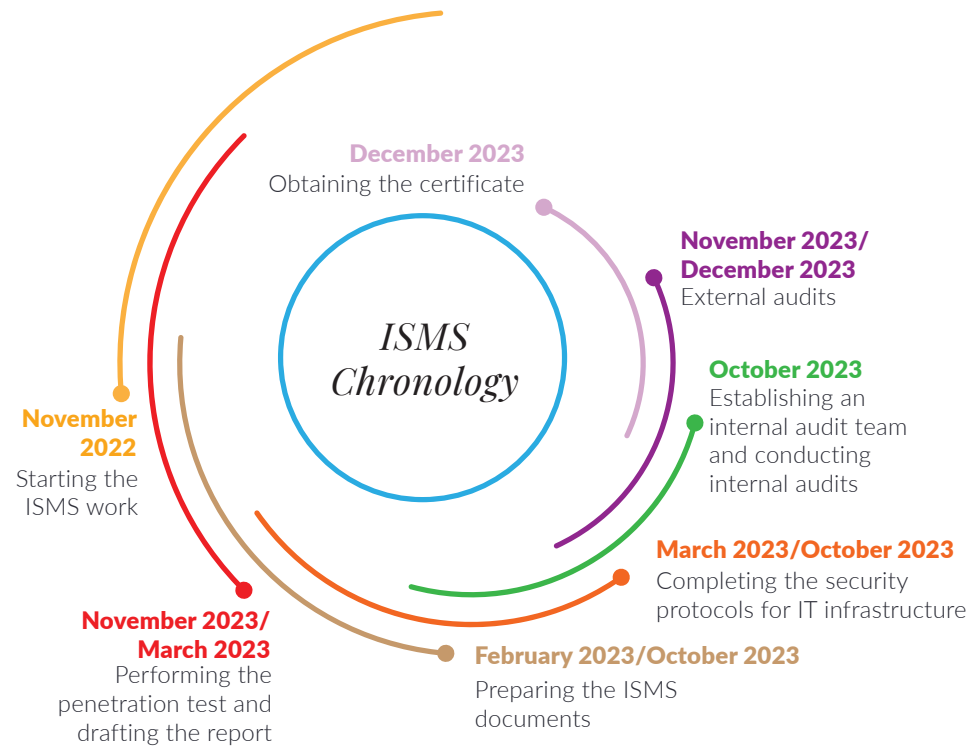 ISMS
Chronology
November
2022
Starting the
ISMS work
November 2023/
March 2023
Performing the
penetration test and
drafting the report
February 2023/October 2023
Preparing the ISMS
documents
March 2023/October 2023
Completing the security
protocols for IT infrastructure
October 2023
Establishing an
internal audit team
and conducting
internal audits
November 2023/
December 2023
External audits
December 2023
Obtaining the certificate